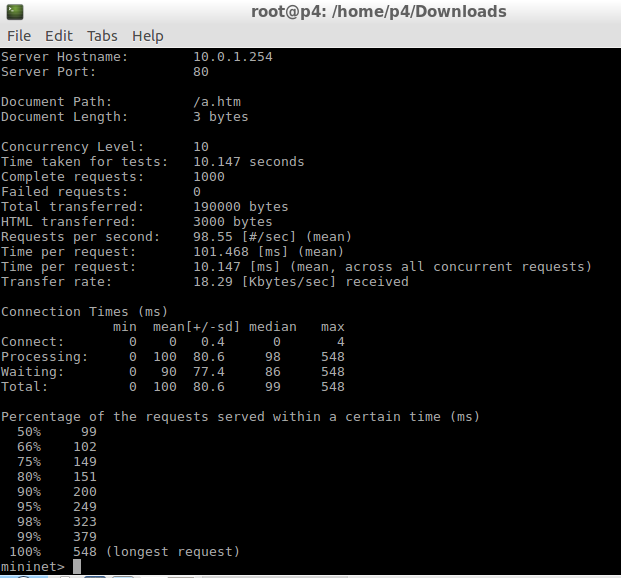 root@p4: /home/p4/Downloads
File Edit Tabs Help
Server Hostname:        10.0.1.254
Server Port:            80
Document Path:          /a.htm
Document Length:        3 bytes
Concurrency Level:      10
Time taken for tests:   10.147 seconds
Complete requests:      1000
Failed requests:        0
Total transferred:      190000 bytes
HTML transferred:       3000 bytes
Requests per second:    98.55 [#/sec] (mean)
Time per request:       101.468 [ms] (mean)
Time per request:       10.147 [ms] (mean, across all concurrent requests)
Transfer rate:          18.29 [Kbytes/sec] received
Connection Times (ms)
              min  mean[+/-sd] median   max
Connect:        0    0   0.4      0       4
Processing:     0  100  80.6     98     548
Waiting:        0   90  77.4     86     548
Total:          0  100  80.6     99     548
Percentage of the requests served within a certain time (ms)
  50%     99
  66%    102
  75%    149
  80%    151
  90%    200
  95%    249
  98%    323
  99%    379
 100%    548 (longest request)
mininet>